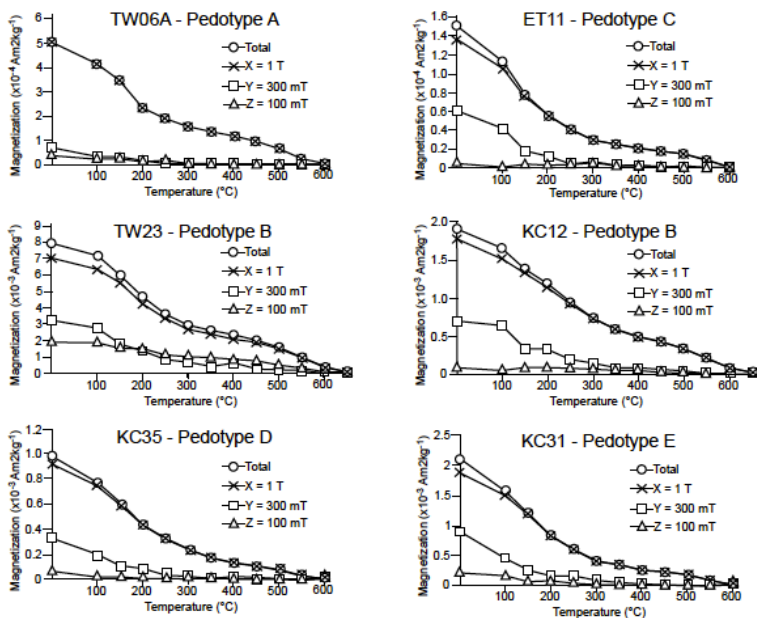 TW06A - Pedotype A
Magnetization (x10⁻⁴ Am2kg⁻¹)
6
5
4
3
2
1
0
Total
X = 1 T
Y = 300 mT
Z = 100 mT
100 200 300 400 500 600
Temperature (°C)
ET11 - Pedotype C
Magnetization (x10⁻⁴ Am2kg⁻¹)
1.6
1.4
1.2
1.0
0.8
0.6
0.4
0.2
0
Total
X = 1 T
Y = 300 mT
Z = 100 mT
100 200 300 400 500 600
Temperature (°C)
TW23 - Pedotype B
Magnetization (x10⁻³ Am2kg⁻¹)
9
8
7
6
5
4
3
2
1
0
Total
X = 1 T
Y = 300 mT
Z = 100 mT
100 200 300 400 500 600
Temperature (°C)
KC12 - Pedotype B
Magnetization (x10⁻³ Am2kg⁻¹)
2.0
1.5
1.0
0.5
0
Total
X = 1 T
Y = 300 mT
Z = 100 mT
100 200 300 400 500 600
Temperature (°C)
KC35 - Pedotype D
Magnetization (x10⁻³ Am2kg⁻¹)
1.2
1.0
0.8
0.6
0.4
0.2
0
Total
X = 1 T
Y = 300 mT
Z = 100 mT
100 200 300 400 500 600
Temperature (°C)
KC31 - Pedotype E
Magnetization (x10⁻³ Am2kg⁻¹)
2.5
2
1.5
1
0.5
0
Total
X = 1 T
Y = 300 mT
Z = 100 mT
100 200 300 400 500 600
Temperature (°C)